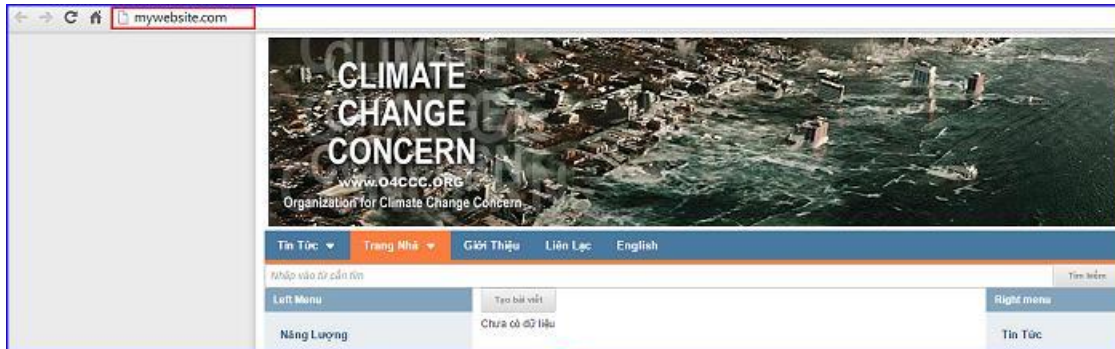 mywebsite.com
CLIMATE
CHANGE
CONCERN
www.O4CCC.ORG
Organization for Climate Change Concern
Tin Tức Trang Nhà Giới Thiệu Liên Lạc English
Nhập vào từ cần tìm Tìm kiếm
Left Menu Tạo bài viết Right menu
Chưa có dữ liệu
Năng Lượng Tin Tức